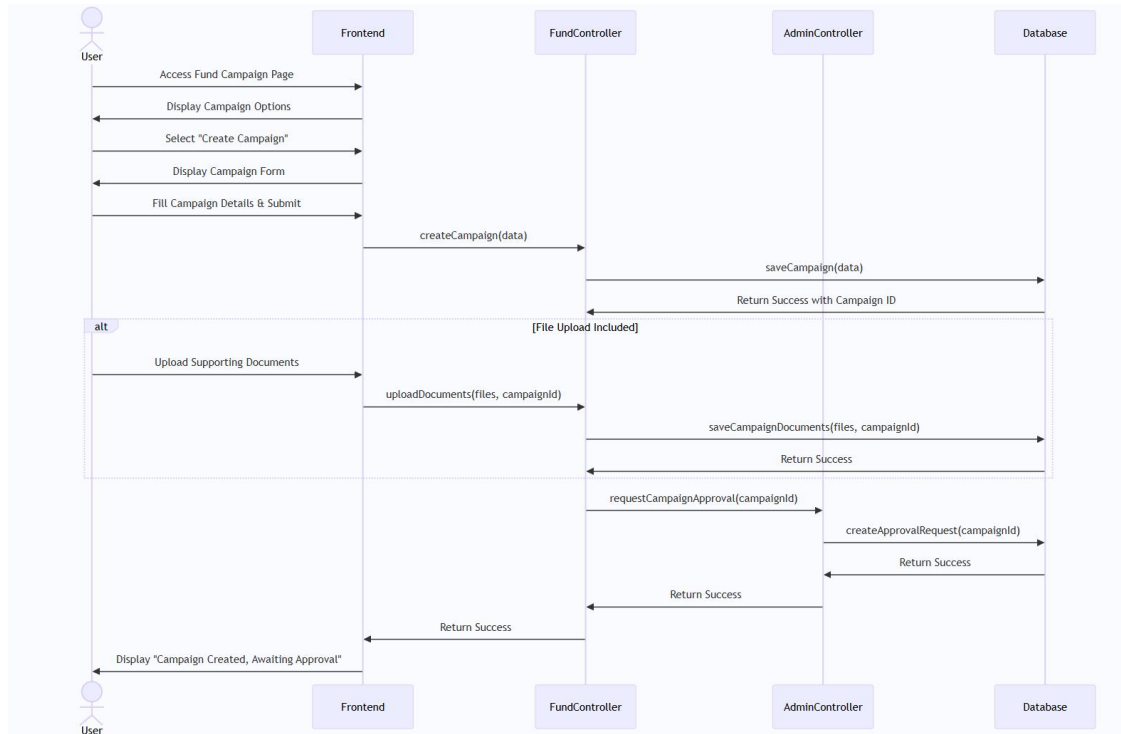 Frontend
FundController
AdminController
Database
User
Access Fund Campaign Page
Display Campaign Options
Select "Create Campaign"
Display Campaign Form
Fill Campaign Details & Submit
createCampaign(data)
saveCampaign(data)
Return Success with Campaign ID
alt
[File Upload Included]
Upload Supporting Documents
uploadDocuments(files, campaignId)
saveCampaignDocuments(files, campaignId)
Return Success
requestCampaignApproval(campaignId)
createApprovalRequest(campaignId)
Return Success
Return Success
Return Success
Display "Campaign Created, Awaiting Approval"
Frontend
FundController
AdminController
Database
User